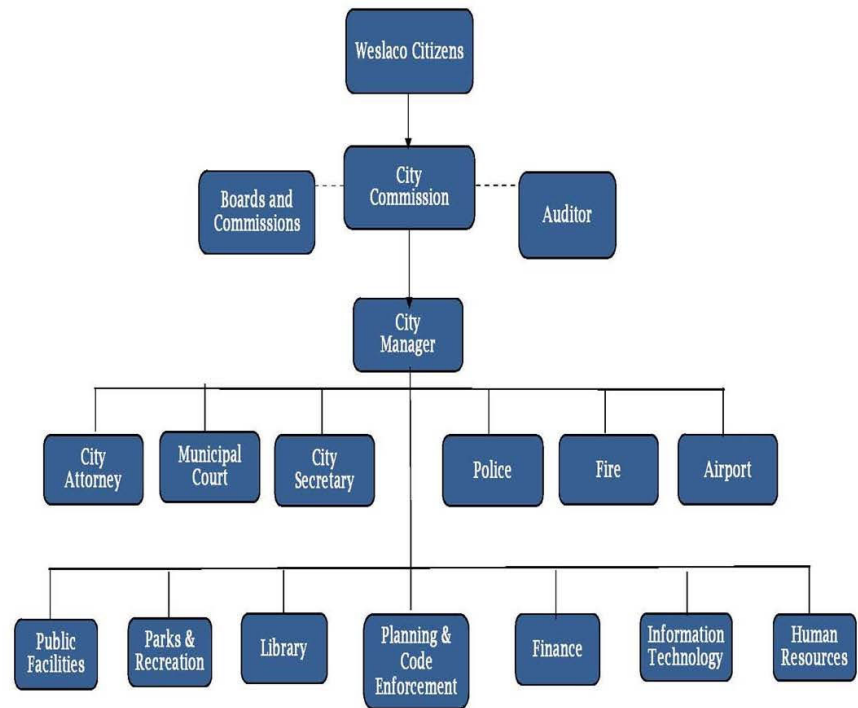 Weslaco Citizens
City
Commission
Boards and
Commissions
Auditor
City
Manager
City
Attorney
Municipal
Court
City
Secretary
Police
Fire
Airport
Public
Facilities
Parks &
Recreation
Library
Planning &
Code
Enforcement
Finance
Information
Technology
Human
Resources